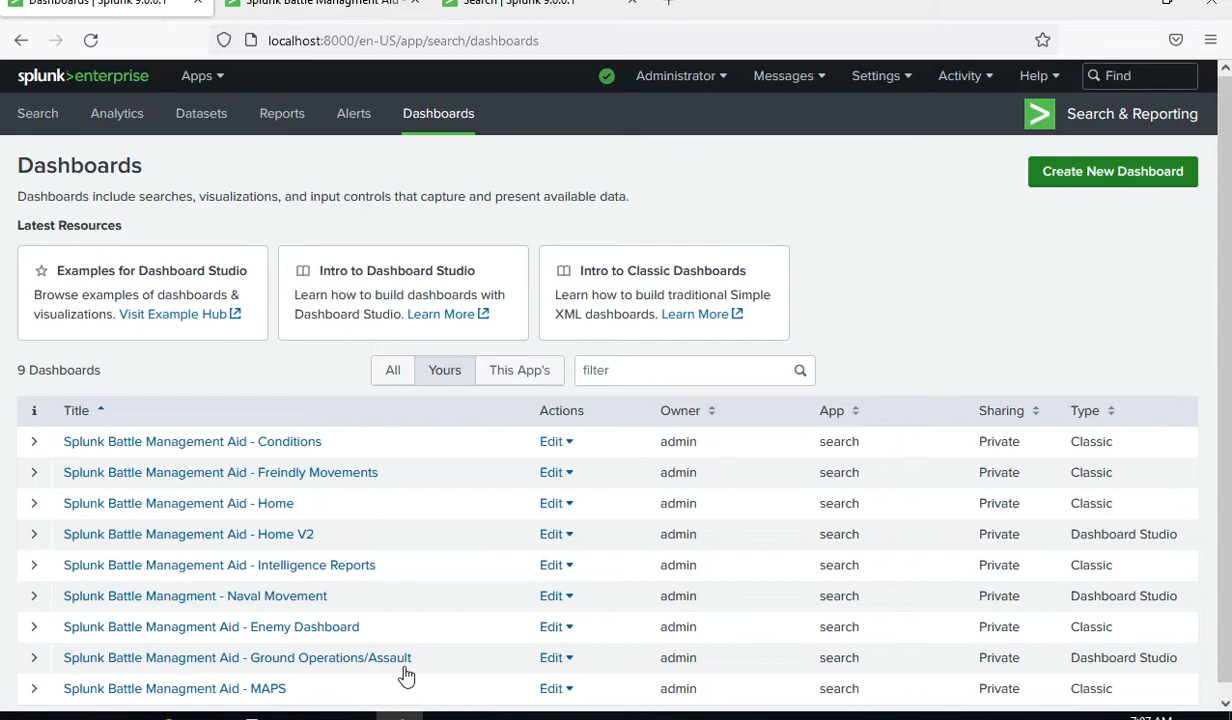 Dashboards | Splunk 9.0.0.1
Splunk Battle Managment Aid -
Search | Splunk 9.0.0.1
localhost:8000/en-US/app/search/dashboards
splunk>enterprise Apps Administrator Messages Settings Activity Help Find
Search Analytics Datasets Reports Alerts Dashboards Search & Reporting
Dashboards
Create New Dashboard
Dashboards include searches, visualizations, and input controls that capture and present available data.
Latest Resources
Examples for Dashboard Studio
Browse examples of dashboards &
visualizations. Visit Example Hub
Intro to Dashboard Studio
Learn how to build dashboards with
Dashboard Studio. Learn More
Intro to Classic Dashboards
Learn how to build traditional Simple
XML dashboards. Learn More
9 Dashboards All Yours This App's filter
i Title Actions Owner App Sharing Type
Splunk Battle Management Aid - Conditions Edit admin search Private Classic
Splunk Battle Management Aid - Freindly Movements Edit admin search Private Classic
Splunk Battle Management Aid - Home Edit admin search Private Classic
Splunk Battle Management Aid - Home V2 Edit admin search Private Dashboard Studio
Splunk Battle Management Aid - Intelligence Reports Edit admin search Private Classic
Splunk Battle Managment - Naval Movement Edit admin search Private Dashboard Studio
Splunk Battle Managment Aid - Enemy Dashboard Edit admin search Private Classic
Splunk Battle Managment Aid - Ground Operations/Assault Edit admin search Private Dashboard Studio
Splunk Battle Managment Aid - MAPS Edit admin search Private Classic